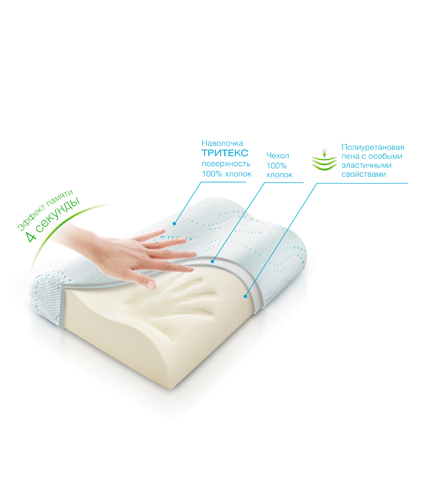 Наволочка
ТРИТЕКС
поверхность
100% хлопок
Чехол
100%
хлопок
Полиуретановая
пена с особыми
эластичными
свойствами
Эффект памяти
4 секунды